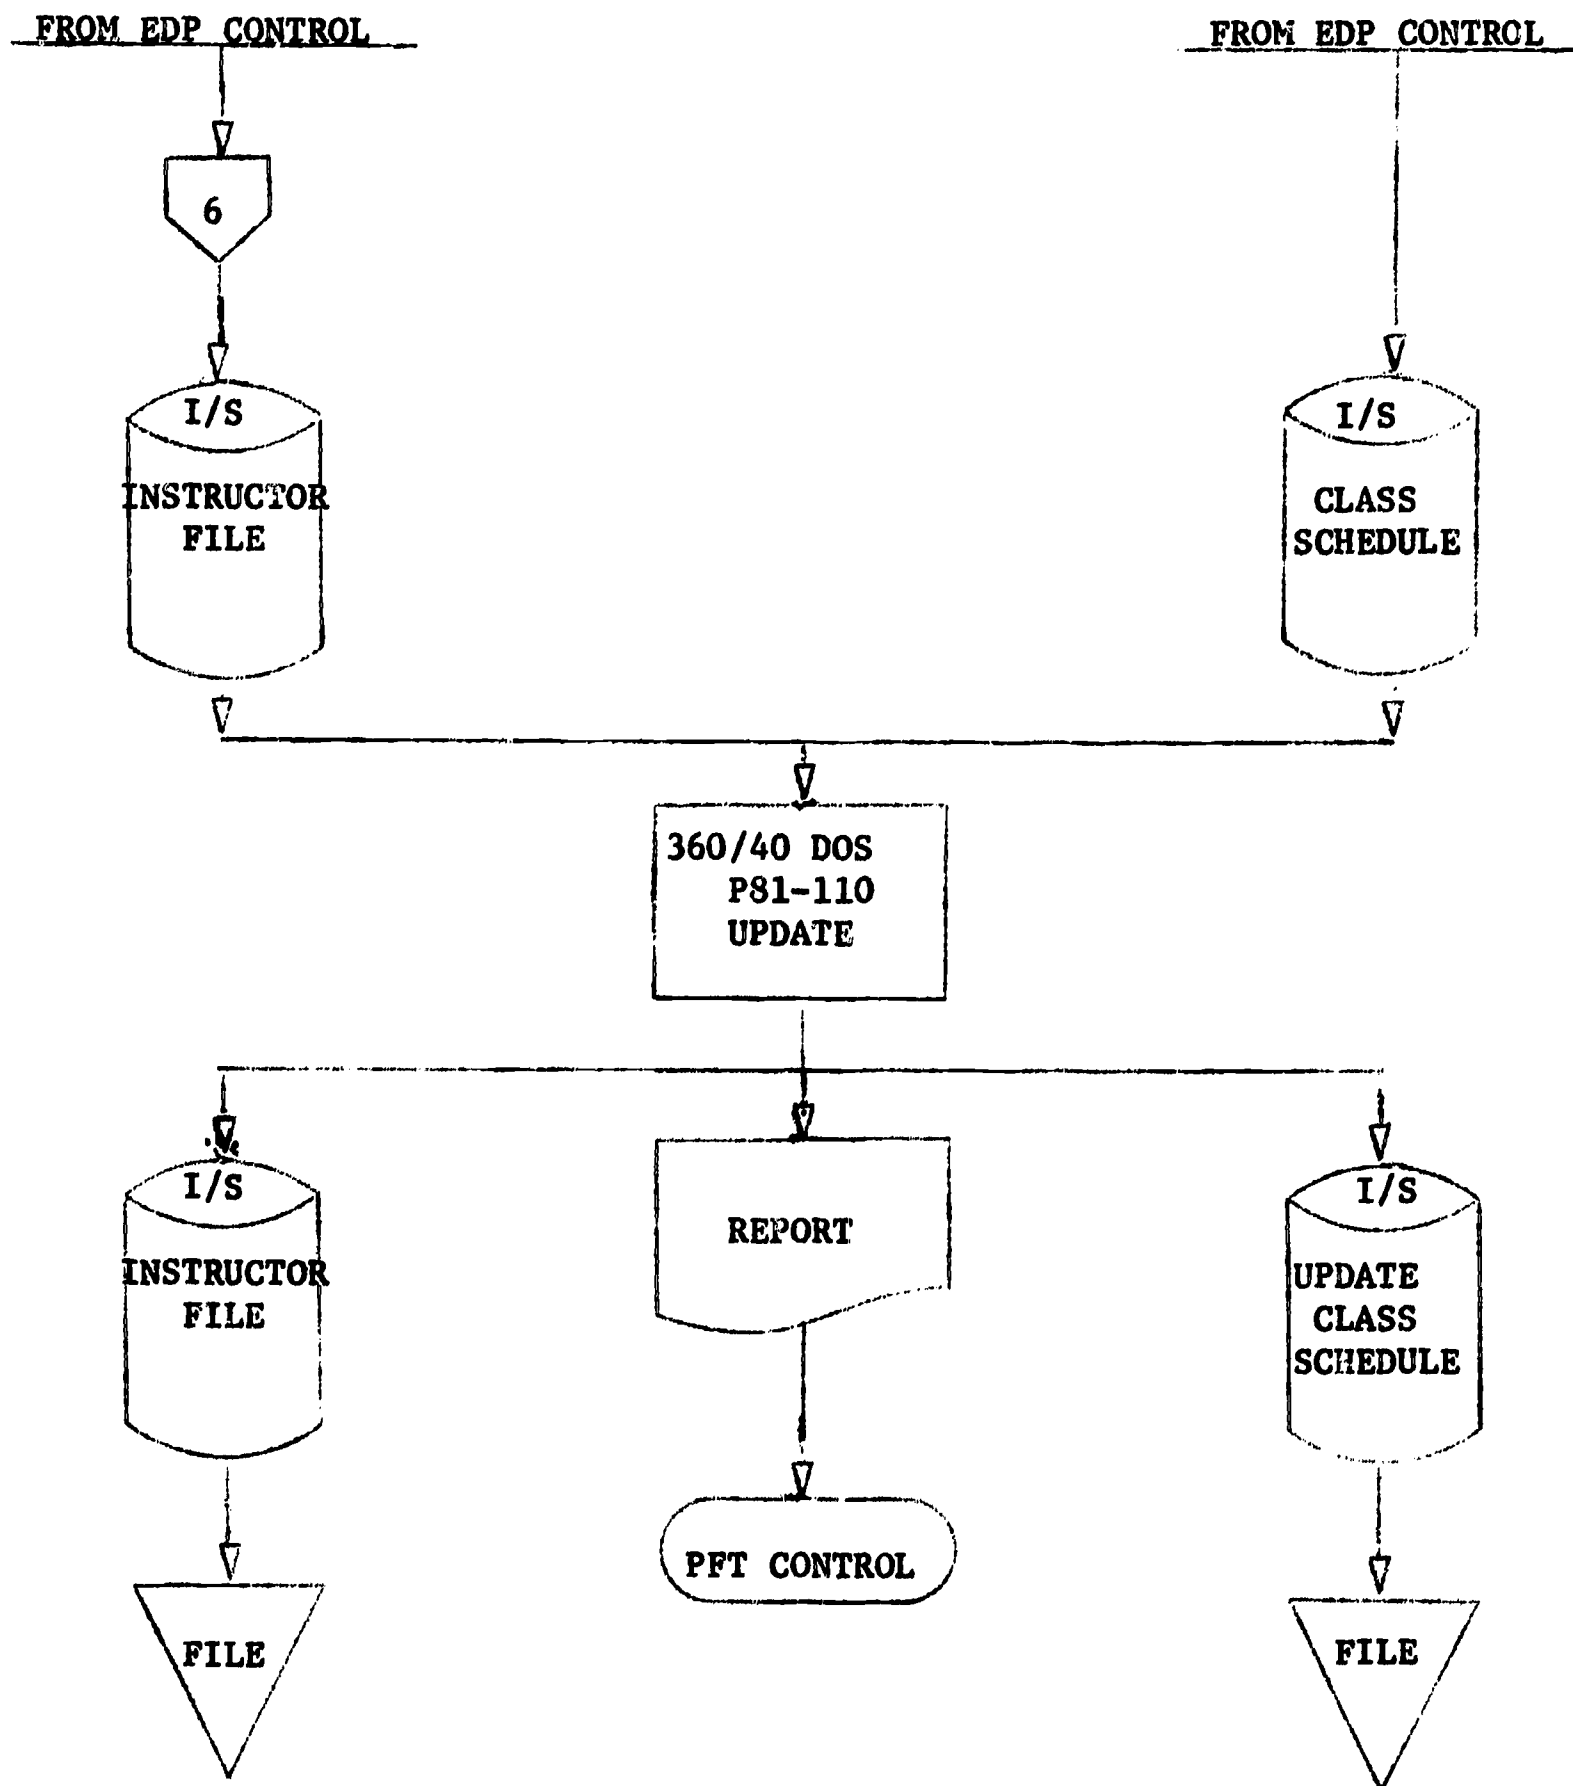 FROM EDP CONTROL
FROM EDP CONTROL
6
I/S
INSTRUCTOR
FILE
I/S
CLASS
SCHEDULE
360/40 DOS
P81-110
UPDATE
I/S
INSTRUCTOR
FILE
REPORT
I/S
UPDATE
CLASS
SCHEDULE
PFT CONTROL
FILE
FILE